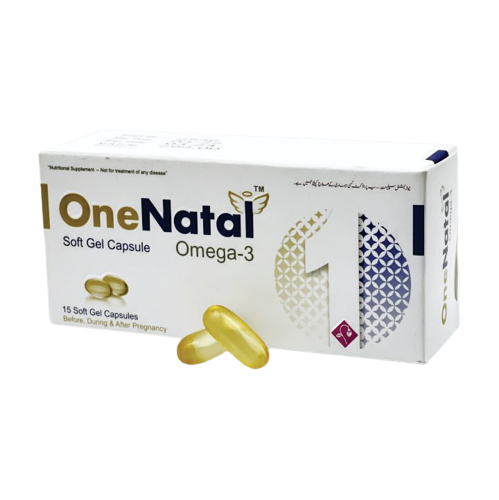 "Nutritional Supplement – Not for treatment of any disease"
OneNatal™
Soft Gel Capsule
Omega-3
15 Soft Gel Capsules
Before, During & After Pregnancy
1
OneNatal